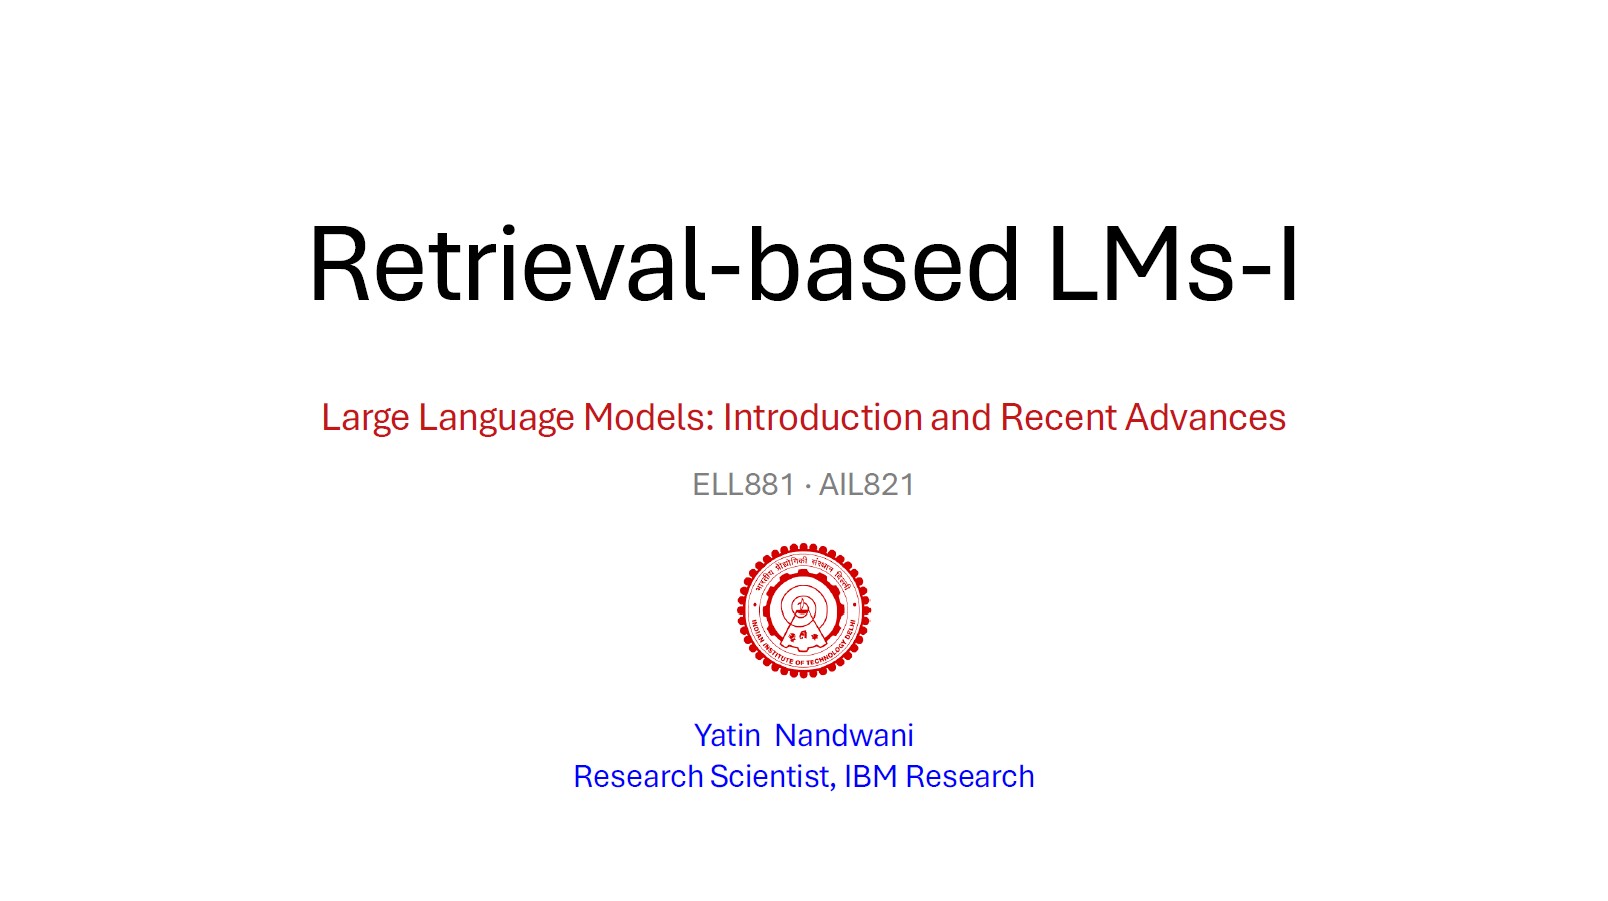 Retrieval-based LMs-I
Large Language Models: Introduction and Recent Advances
ELL881 · AIL821
भारतीय प्रौद्योगिकी संस्थान दिल्ली
INDIAN INSTITUTE OF TECHNOLOGY DELHI
Yatin Nandwani
Research Scientist, IBM Research